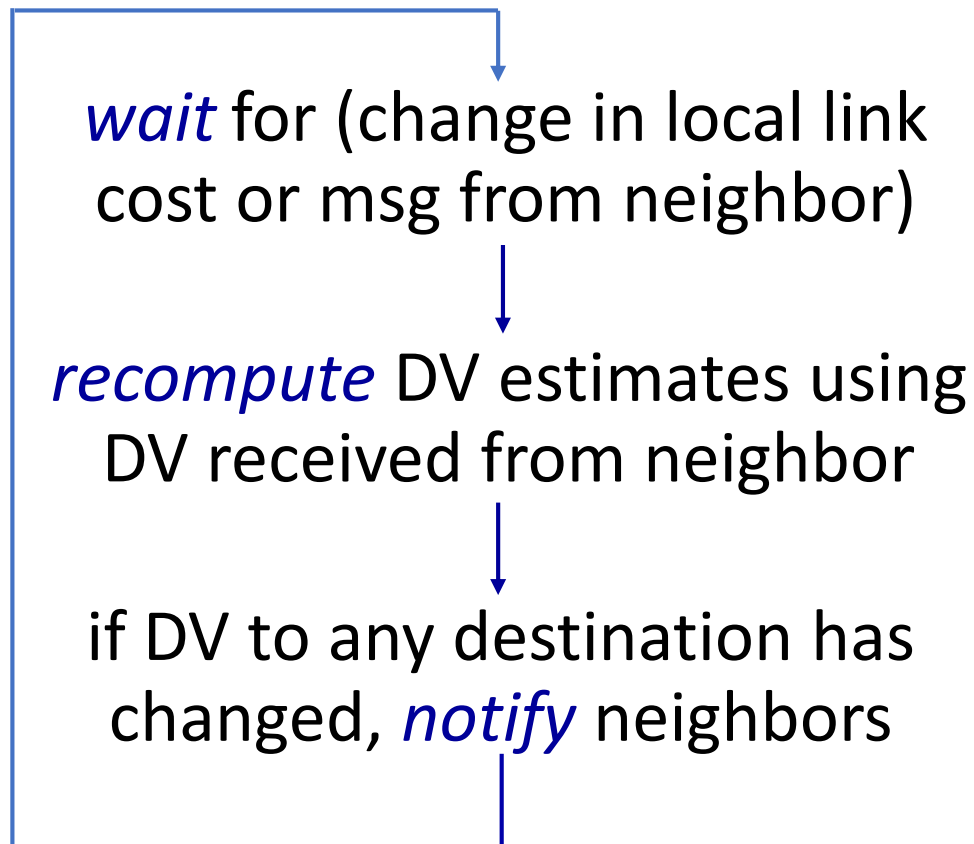 wait for (change in local link
cost or msg from neighbor)
recompute DV estimates using
DV received from neighbor
if DV to any destination has
changed, notify neighbors